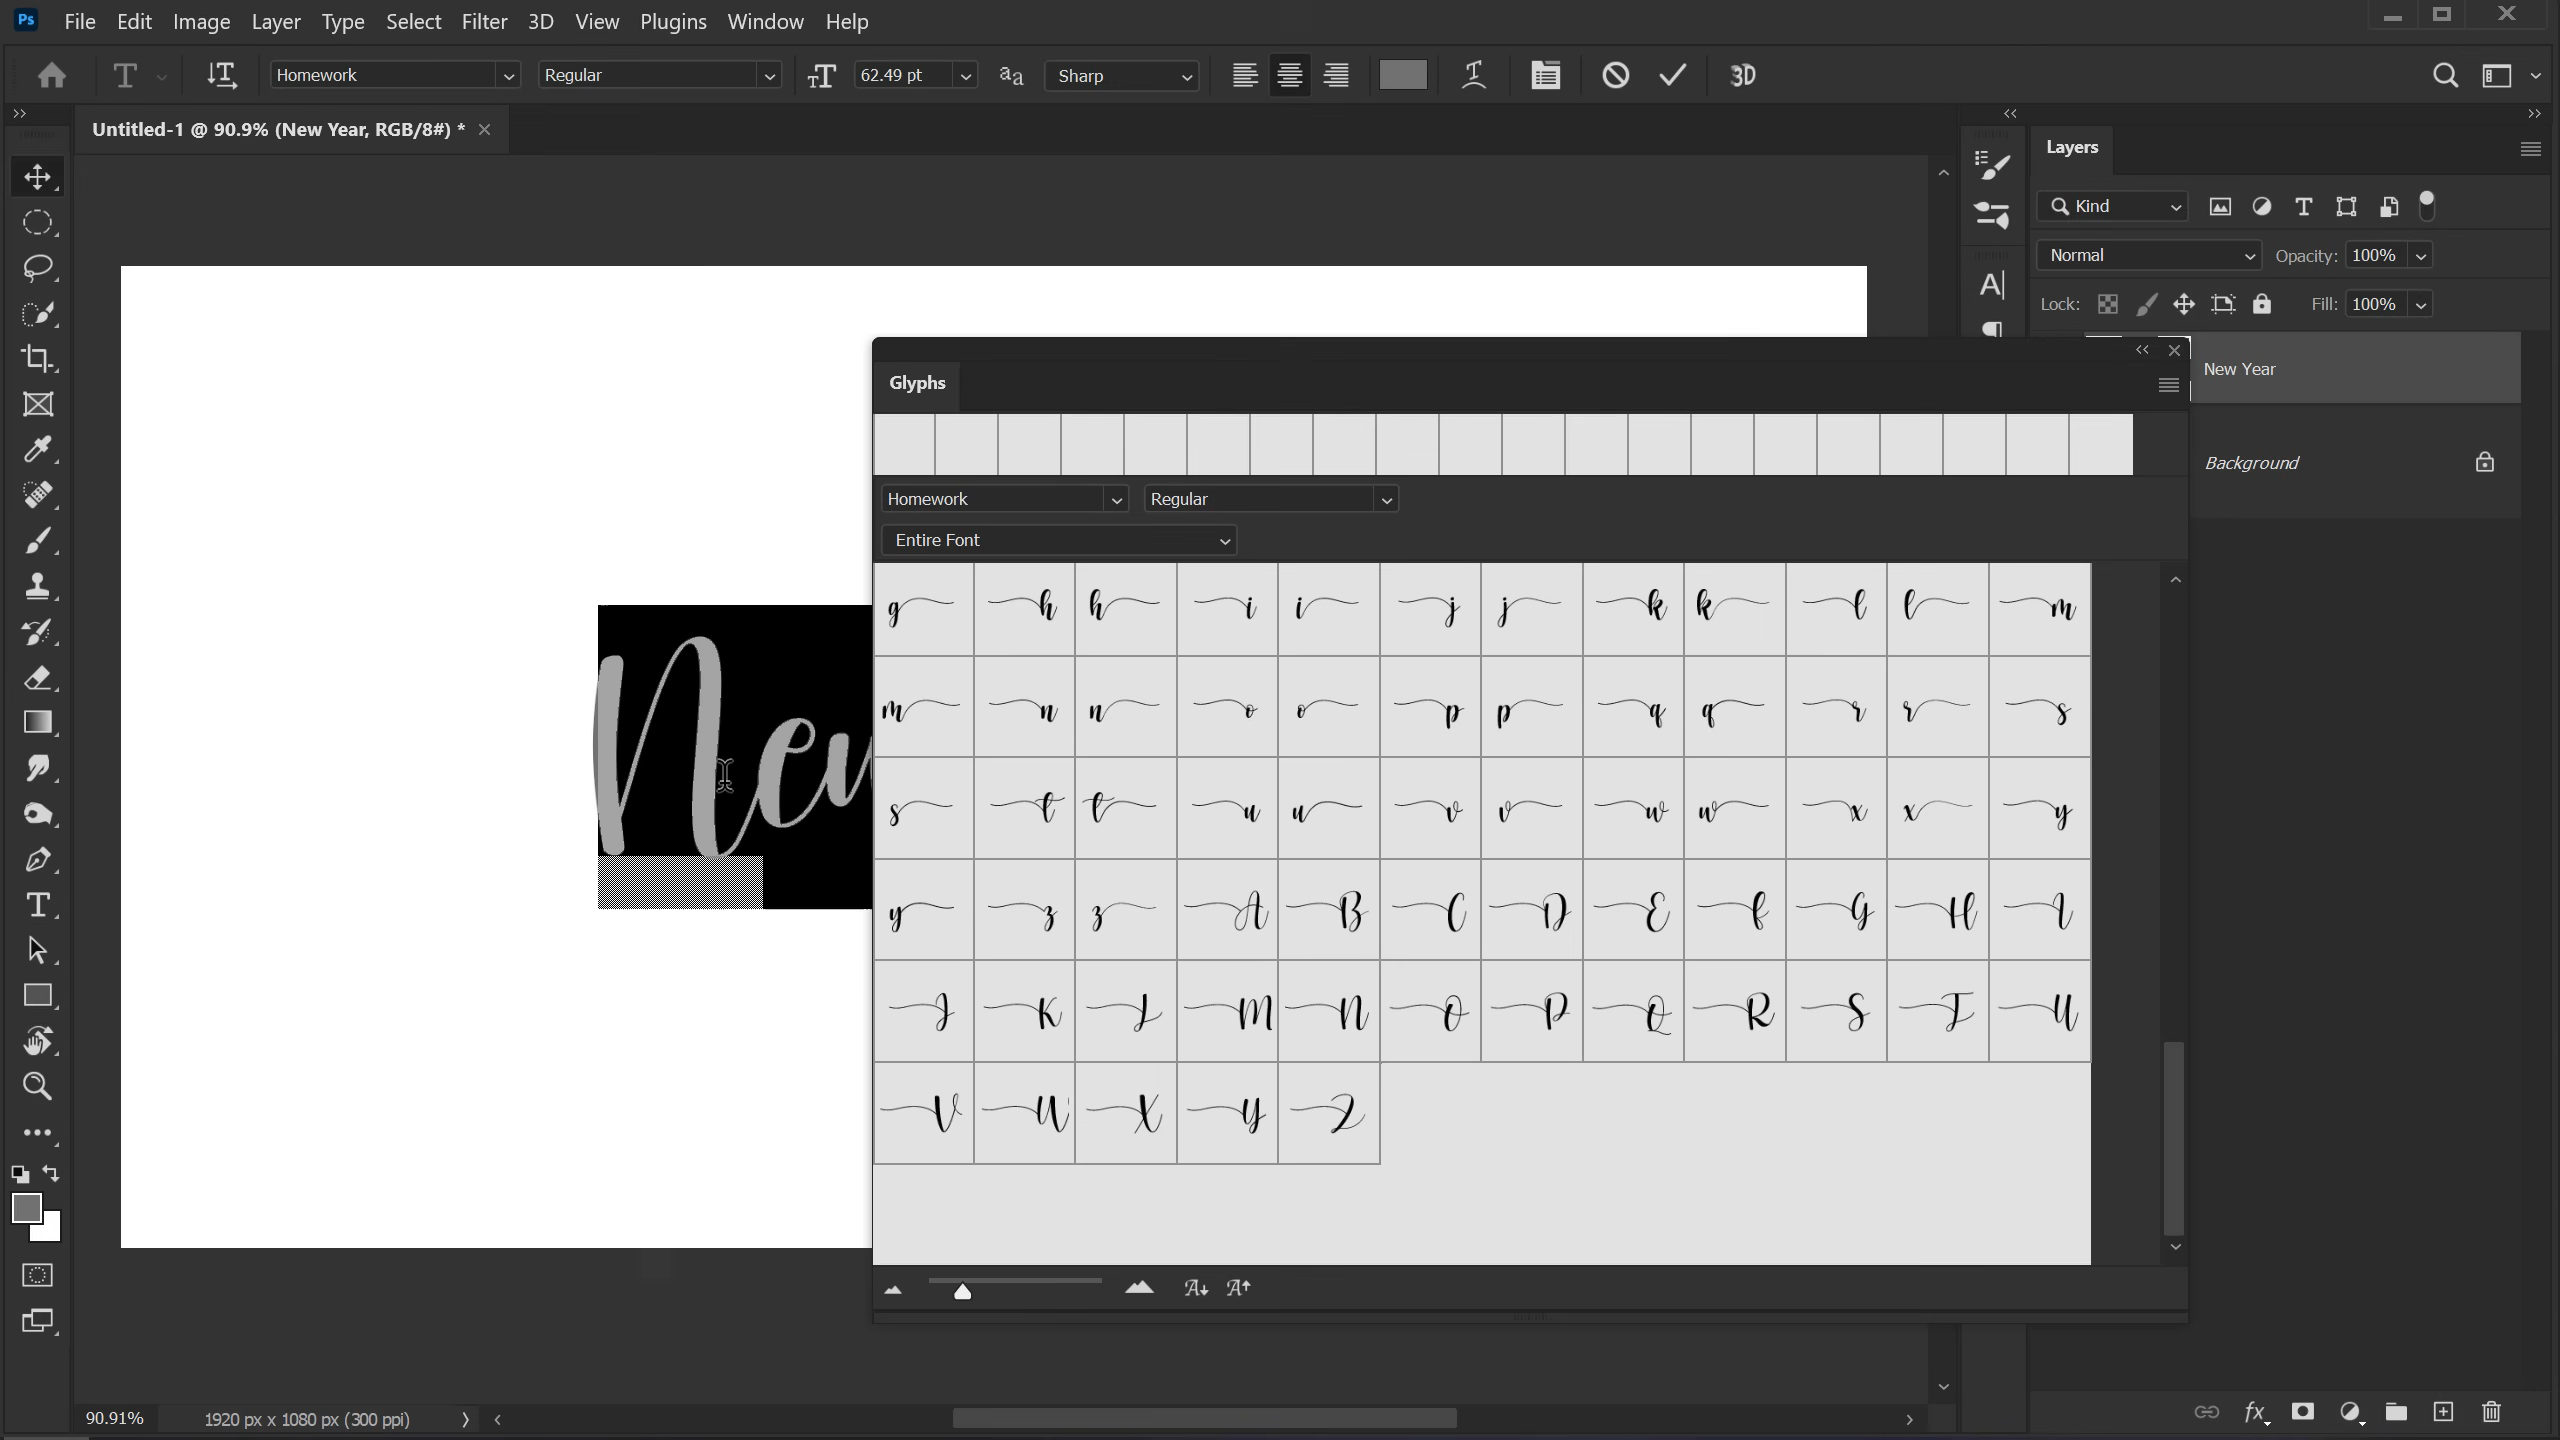 Ps File Edit Image Layer Type Select Filter 3D View Plugins Window Help
Homework Regular 62.49 pt Sharp 3D
Untitled-1 @ 90.9% (New Year, RGB/8#) *
Layers
Kind
Normal Opacity: 100%
Lock: Fill: 100%
New Year
Background
Glyphs
Homework Regular
Entire Font
New
g h h i i j j k k l l m
m n n o o p p q q r r s
s t t u u v v w w x x y
y z z A B C D E F G H I
J K L M N O P Q R S T U
V W X Y Z
90.91% 1920 px x 1080 px (300 ppi)
fx